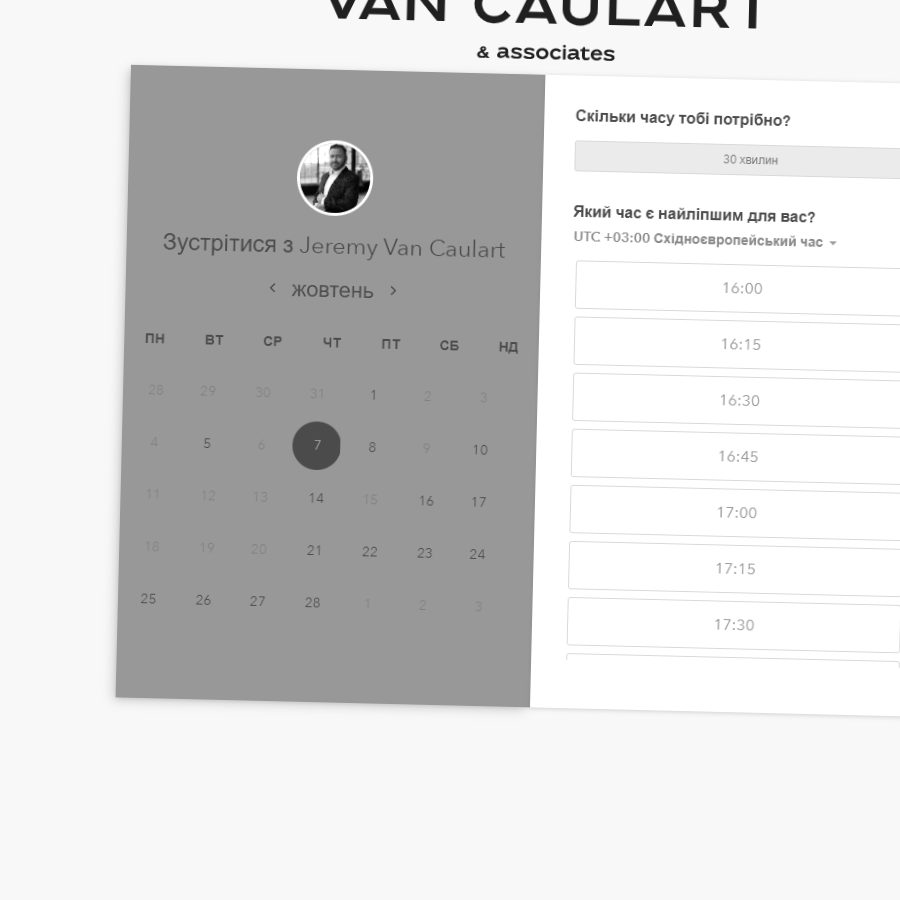 VAN CAULART
& associates
Зустрітися з Jeremy Van Caulart
жовтень
ПН ВТ СР ЧТ ПТ СБ НД
28 29 30 31 1 2 3
4 5 6 7 8 9 10
11 12 13 14 15 16 17
18 19 20 21 22 23 24
25 26 27 28 1 2 3
Скільки часу тобі потрібно?
30 хвилин
Який час є найліпшим для вас?
UTC +03:00 Східноєвропейський час
16:00
16:15
16:30
16:45
17:00
17:15
17:30